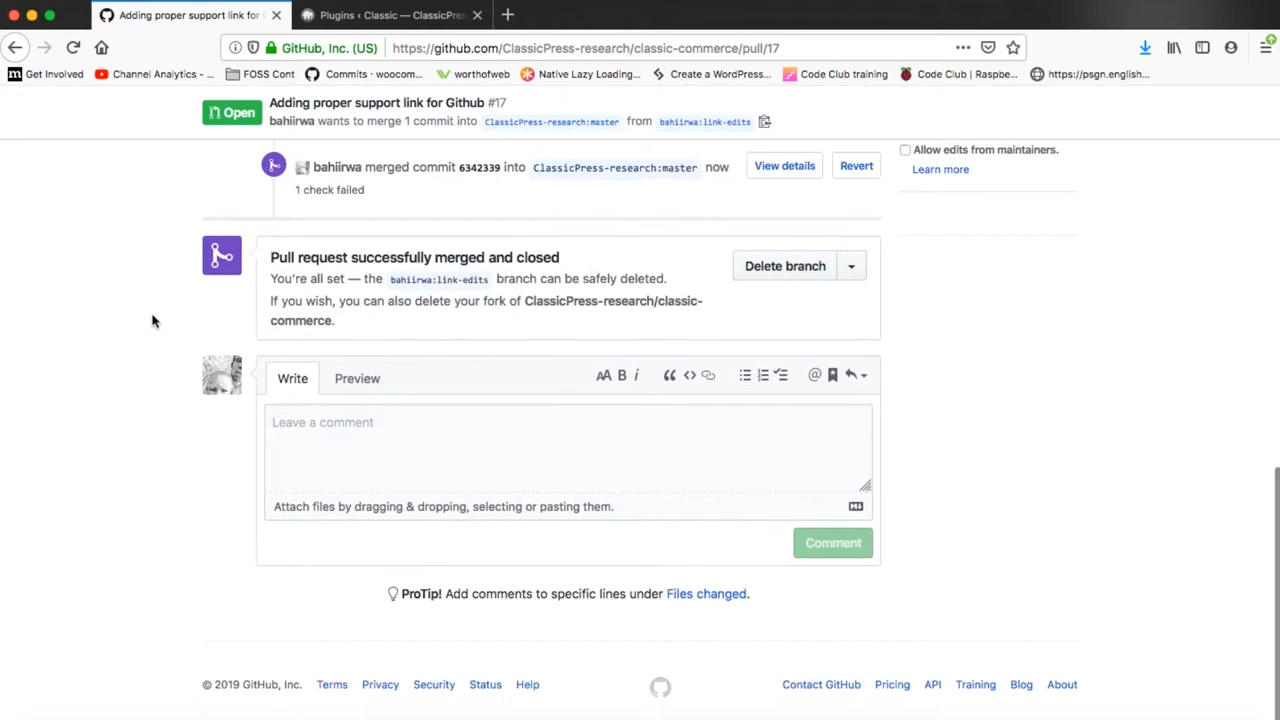 Adding proper support link for G
Plugins ‹ Classic — ClassicPres
GitHub, Inc. (US)
https://github.com/ClassicPress-research/classic-commerce/pull/17
Get Involved
Channel Analytics - ...
FOSS Cont
Commits · woocom...
worthofweb
Native Lazy Loading...
Create a WordPress...
Code Club training
Code Club | Raspbe...
https://psgn.english...
Open
Adding proper support link for Github #17
bahiirwa wants to merge 1 commit into ClassicPress-research:master from bahiirwa:link-edits
bahiirwa merged commit 6342339 into ClassicPress-research:master now
View details
Revert
1 check failed
Allow edits from maintainers.
Learn more
Pull request successfully merged and closed
You're all set — the bahiirwa:link-edits branch can be safely deleted.
If you wish, you can also delete your fork of ClassicPress-research/classic-
commerce.
Delete branch
Write
Preview
Leave a comment
Attach files by dragging & dropping, selecting or pasting them.
Comment
ProTip! Add comments to specific lines under Files changed.
© 2019 GitHub, Inc.
Terms
Privacy
Security
Status
Help
Contact GitHub
Pricing
API
Training
Blog
About